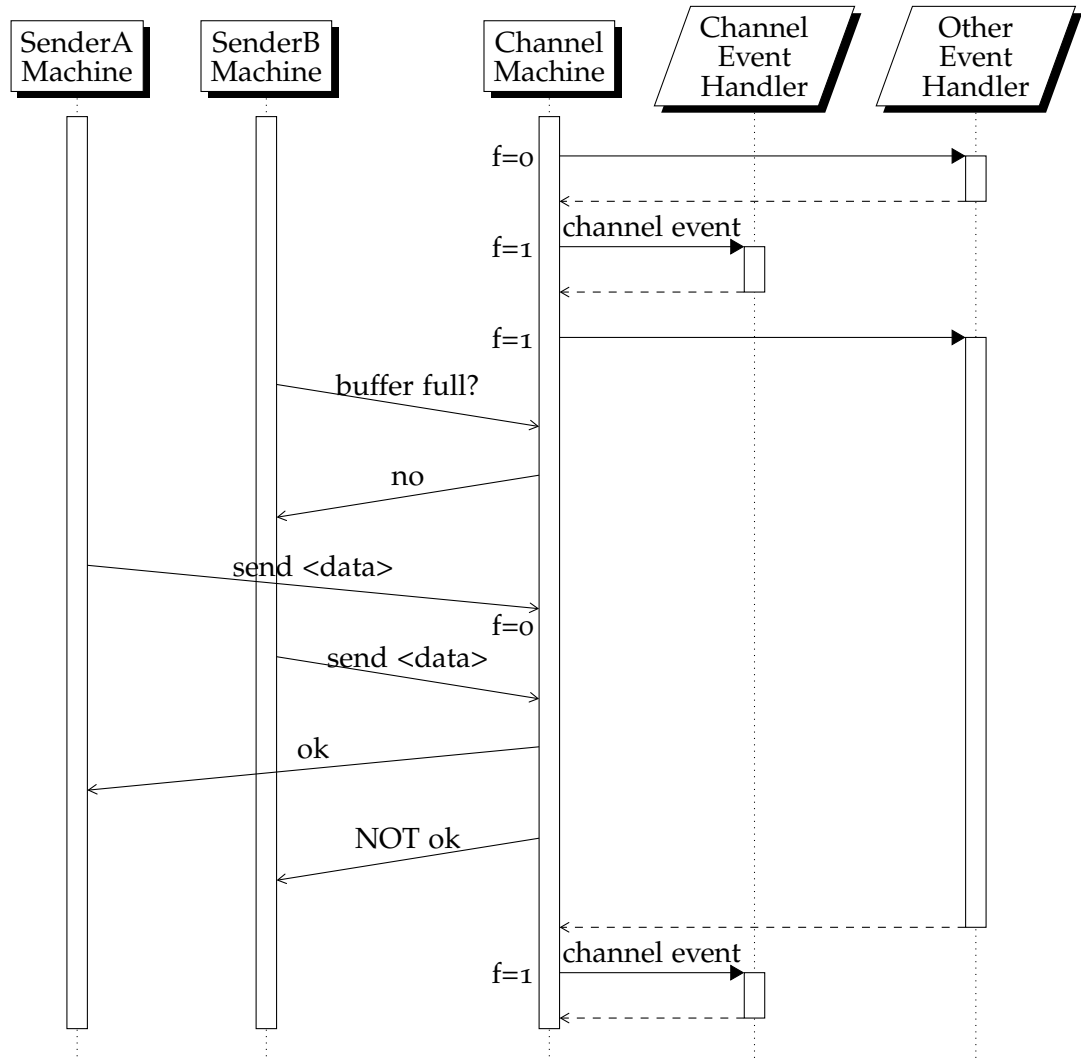 SenderA
Machine
SenderB
Machine
Channel
Machine
Channel
Event
Handler
Other
Event
Handler
f=0
channel event
f=1
f=1
buffer full?
no
send <data>
f=0
send <data>
ok
NOT ok
channel event
f=1